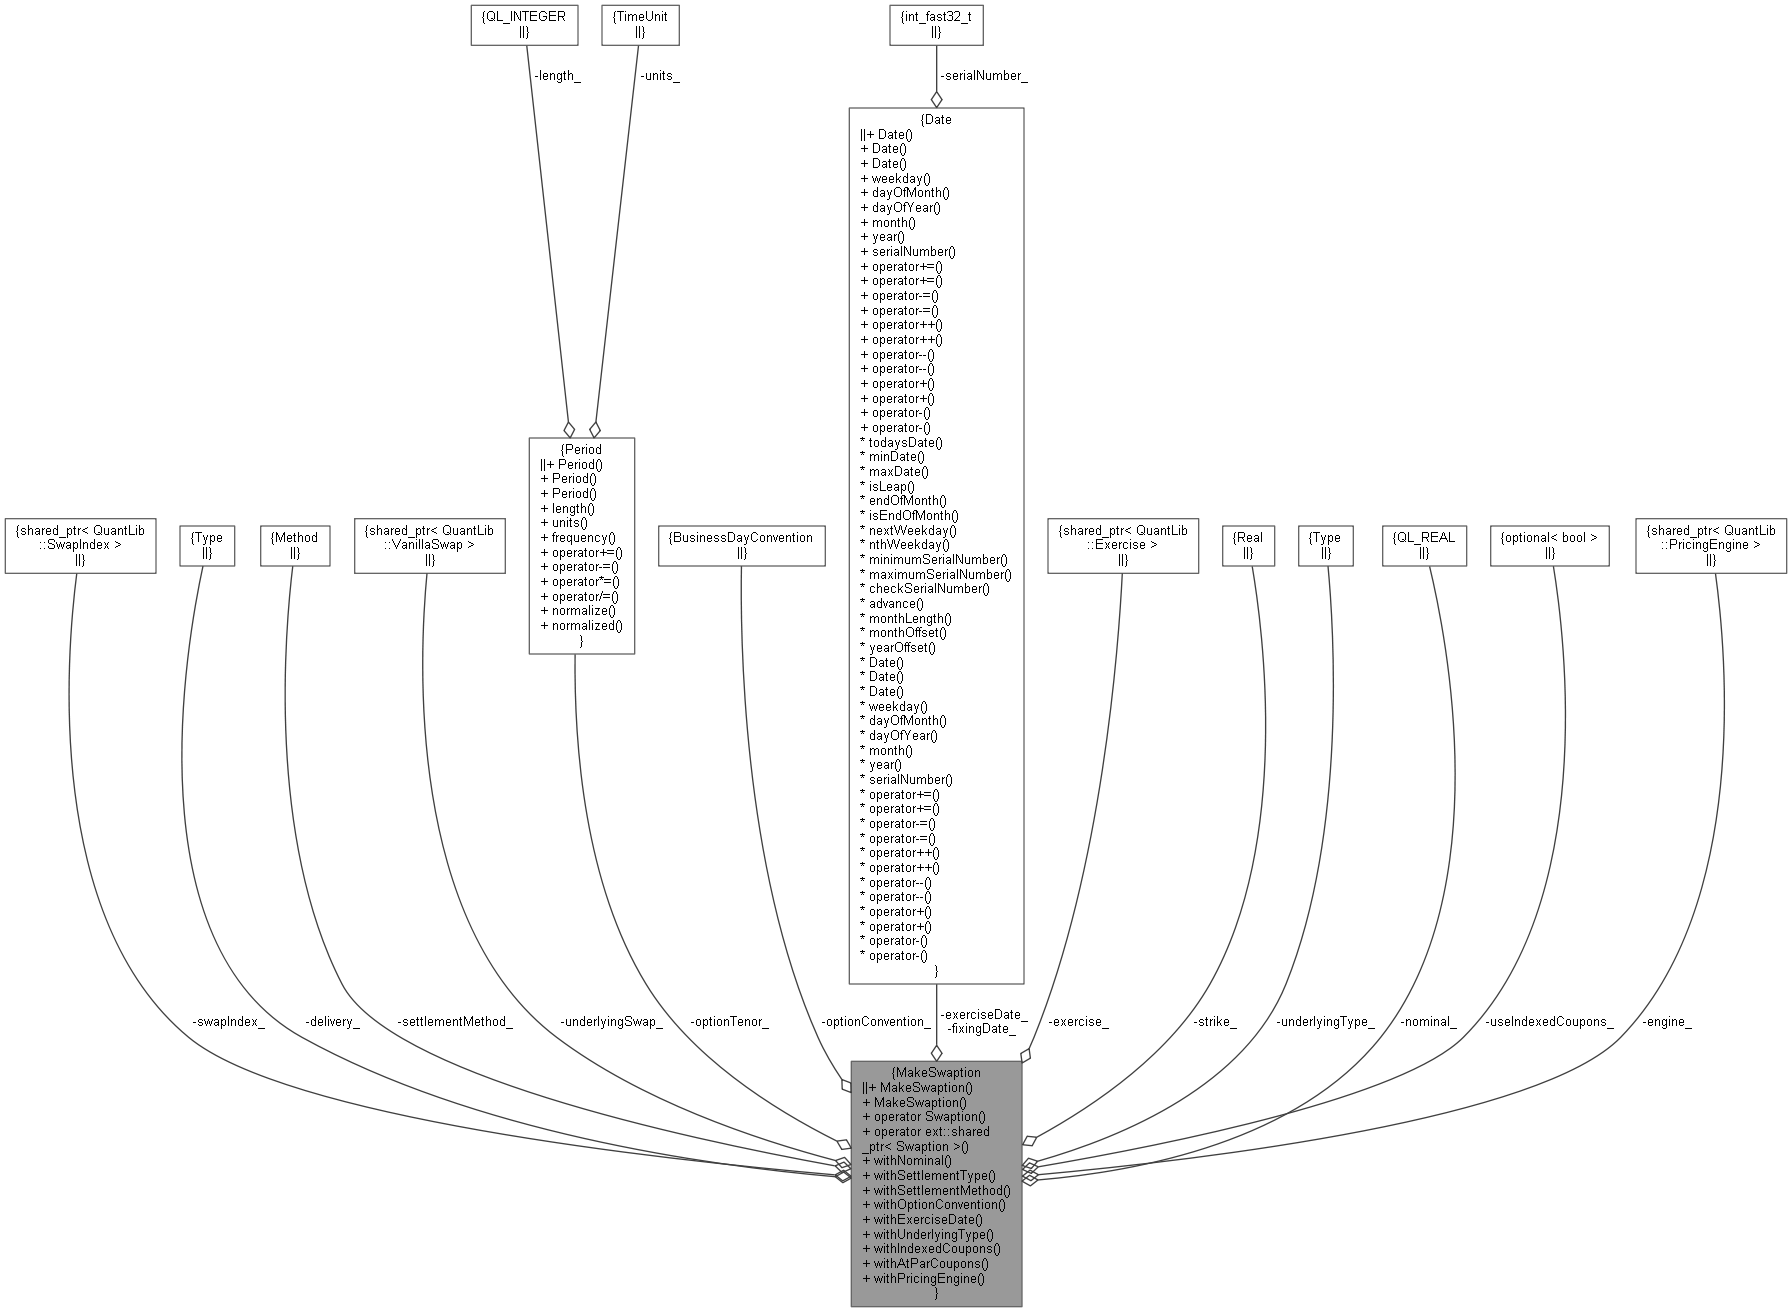 {QL_INTEGER
||}
{TimeUnit
||}
{int_fast32_t
||}
-length_
-units_
-serialNumber_
{Date
||+ Date()
+ Date()
+ Date()
+ weekday()
+ dayOfMonth()
+ dayOfYear()
+ month()
+ year()
+ serialNumber()
+ operator+=()
+ operator+=()
+ operator-=()
+ operator-=()
+ operator++()
+ operator++()
+ operator--()
+ operator--()
+ operator+()
+ operator+()
+ operator-()
+ operator-()
* todaysDate()
* minDate()
* maxDate()
* isLeap()
* endOfMonth()
* isEndOfMonth()
* nextWeekday()
* nthWeekday()
* minimumSerialNumber()
* maximumSerialNumber()
* checkSerialNumber()
* advance()
* monthLength()
* monthOffset()
* yearOffset()
* Date()
* Date()
* Date()
* weekday()
* dayOfMonth()
* dayOfYear()
* month()
* year()
* serialNumber()
* operator+=()
* operator+=()
* operator-=()
* operator-=()
* operator++()
* operator++()
* operator--()
* operator--()
* operator+()
* operator+()
* operator-()
* operator-()
}
{Period
||+ Period()
+ Period()
+ Period()
+ length()
+ units()
+ frequency()
+ operator+=()
+ operator-=()
+ operator*=()
+ operator/=()
+ normalize()
+ normalized()
}
{shared_ptr< QuantLib
::SwapIndex >
||}
{Type
||}
{Method
||}
{shared_ptr< QuantLib
::VanillaSwap >
||}
{BusinessDayConvention
||}
{shared_ptr< QuantLib
::Exercise >
||}
{Real
||}
{Type
||}
{QL_REAL
||}
{optional< bool >
||}
{shared_ptr< QuantLib
::PricingEngine >
||}
-swapIndex_
-delivery_
-settlementMethod_
-underlyingSwap_
-optionTenor_
-optionConvention_
-exerciseDate_
-fixingDate_
-exercise_
-strike_
-underlyingType_
-nominal_
-useIndexedCoupons_
-engine_
{MakeSwaption
||+ MakeSwaption()
+ MakeSwaption()
+ operator Swaption()
+ operator ext::shared
_ptr< Swaption >()
+ withNominal()
+ withSettlementType()
+ withSettlementMethod()
+ withOptionConvention()
+ withExerciseDate()
+ withUnderlyingType()
+ withIndexedCoupons()
+ withAtParCoupons()
+ withPricingEngine()
}